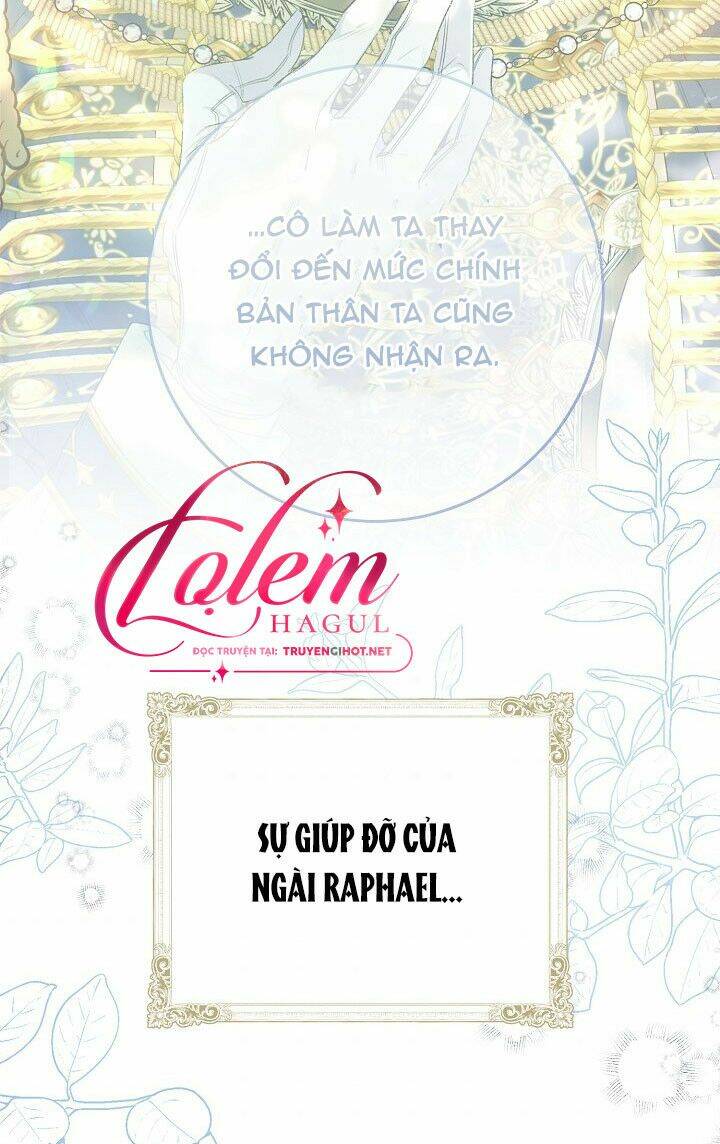 ...CÔ LÀM TA THAY
ĐỔI ĐẾN MỨC CHÍNH
BẢN THÂN TA CŨNG
KHÔNG NHẬN RA.
Lọlem
HAGUL
ĐỌC TRUYỆN TẠI: TRUYENGIHOT.NET
SỰ GIÚP ĐỠ CỦA
NGÀI RAPHAEL...